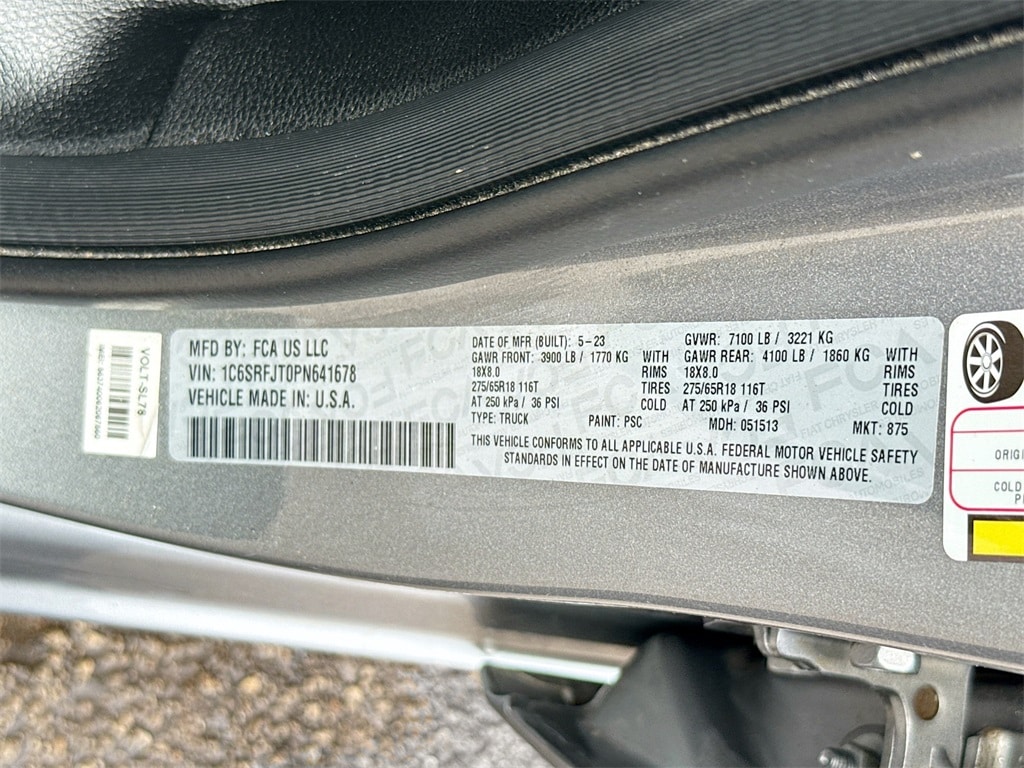 VOLT-SL78
MFD BY: FCA US LLC
VIN: 1C6SRFJT0PN641678
VEHICLE MADE IN: U.S.A.
DATE OF MFR (BUILT): 5-23 GVWR: 7100 LB / 3221 KG
GAWR FRONT: 3900 LB / 1770 KG WITH GAWR REAR: 4100 LB / 1860 KG WITH
18X8.0 RIMS 18X8.0 RIMS
275/65R18 116T TIRES 275/65R18 116T TIRES
AT 250 kPa / 36 PSI COLD AT 250 kPa / 36 PSI COLD
TYPE: TRUCK PAINT: PSC MDH: 051513 MKT: 875
THIS VEHICLE CONFORMS TO ALL APPLICABLE U.S.A. FEDERAL MOTOR VEHICLE SAFETY
STANDARDS IN EFFECT ON THE DATE OF MANUFACTURE SHOWN ABOVE.
ORIGI
COLD
P